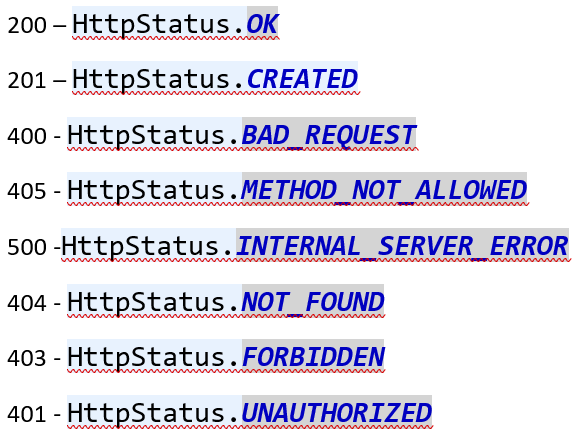 200 – HttpStatus.OK
201 – HttpStatus.CREATED
400 - HttpStatus.BAD_REQUEST
405 - HttpStatus.METHOD_NOT_ALLOWED
500 -HttpStatus.INTERNAL_SERVER_ERROR
404 - HttpStatus.NOT_FOUND
403 - HttpStatus.FORBIDDEN
401 - HttpStatus.UNAUTHORIZED